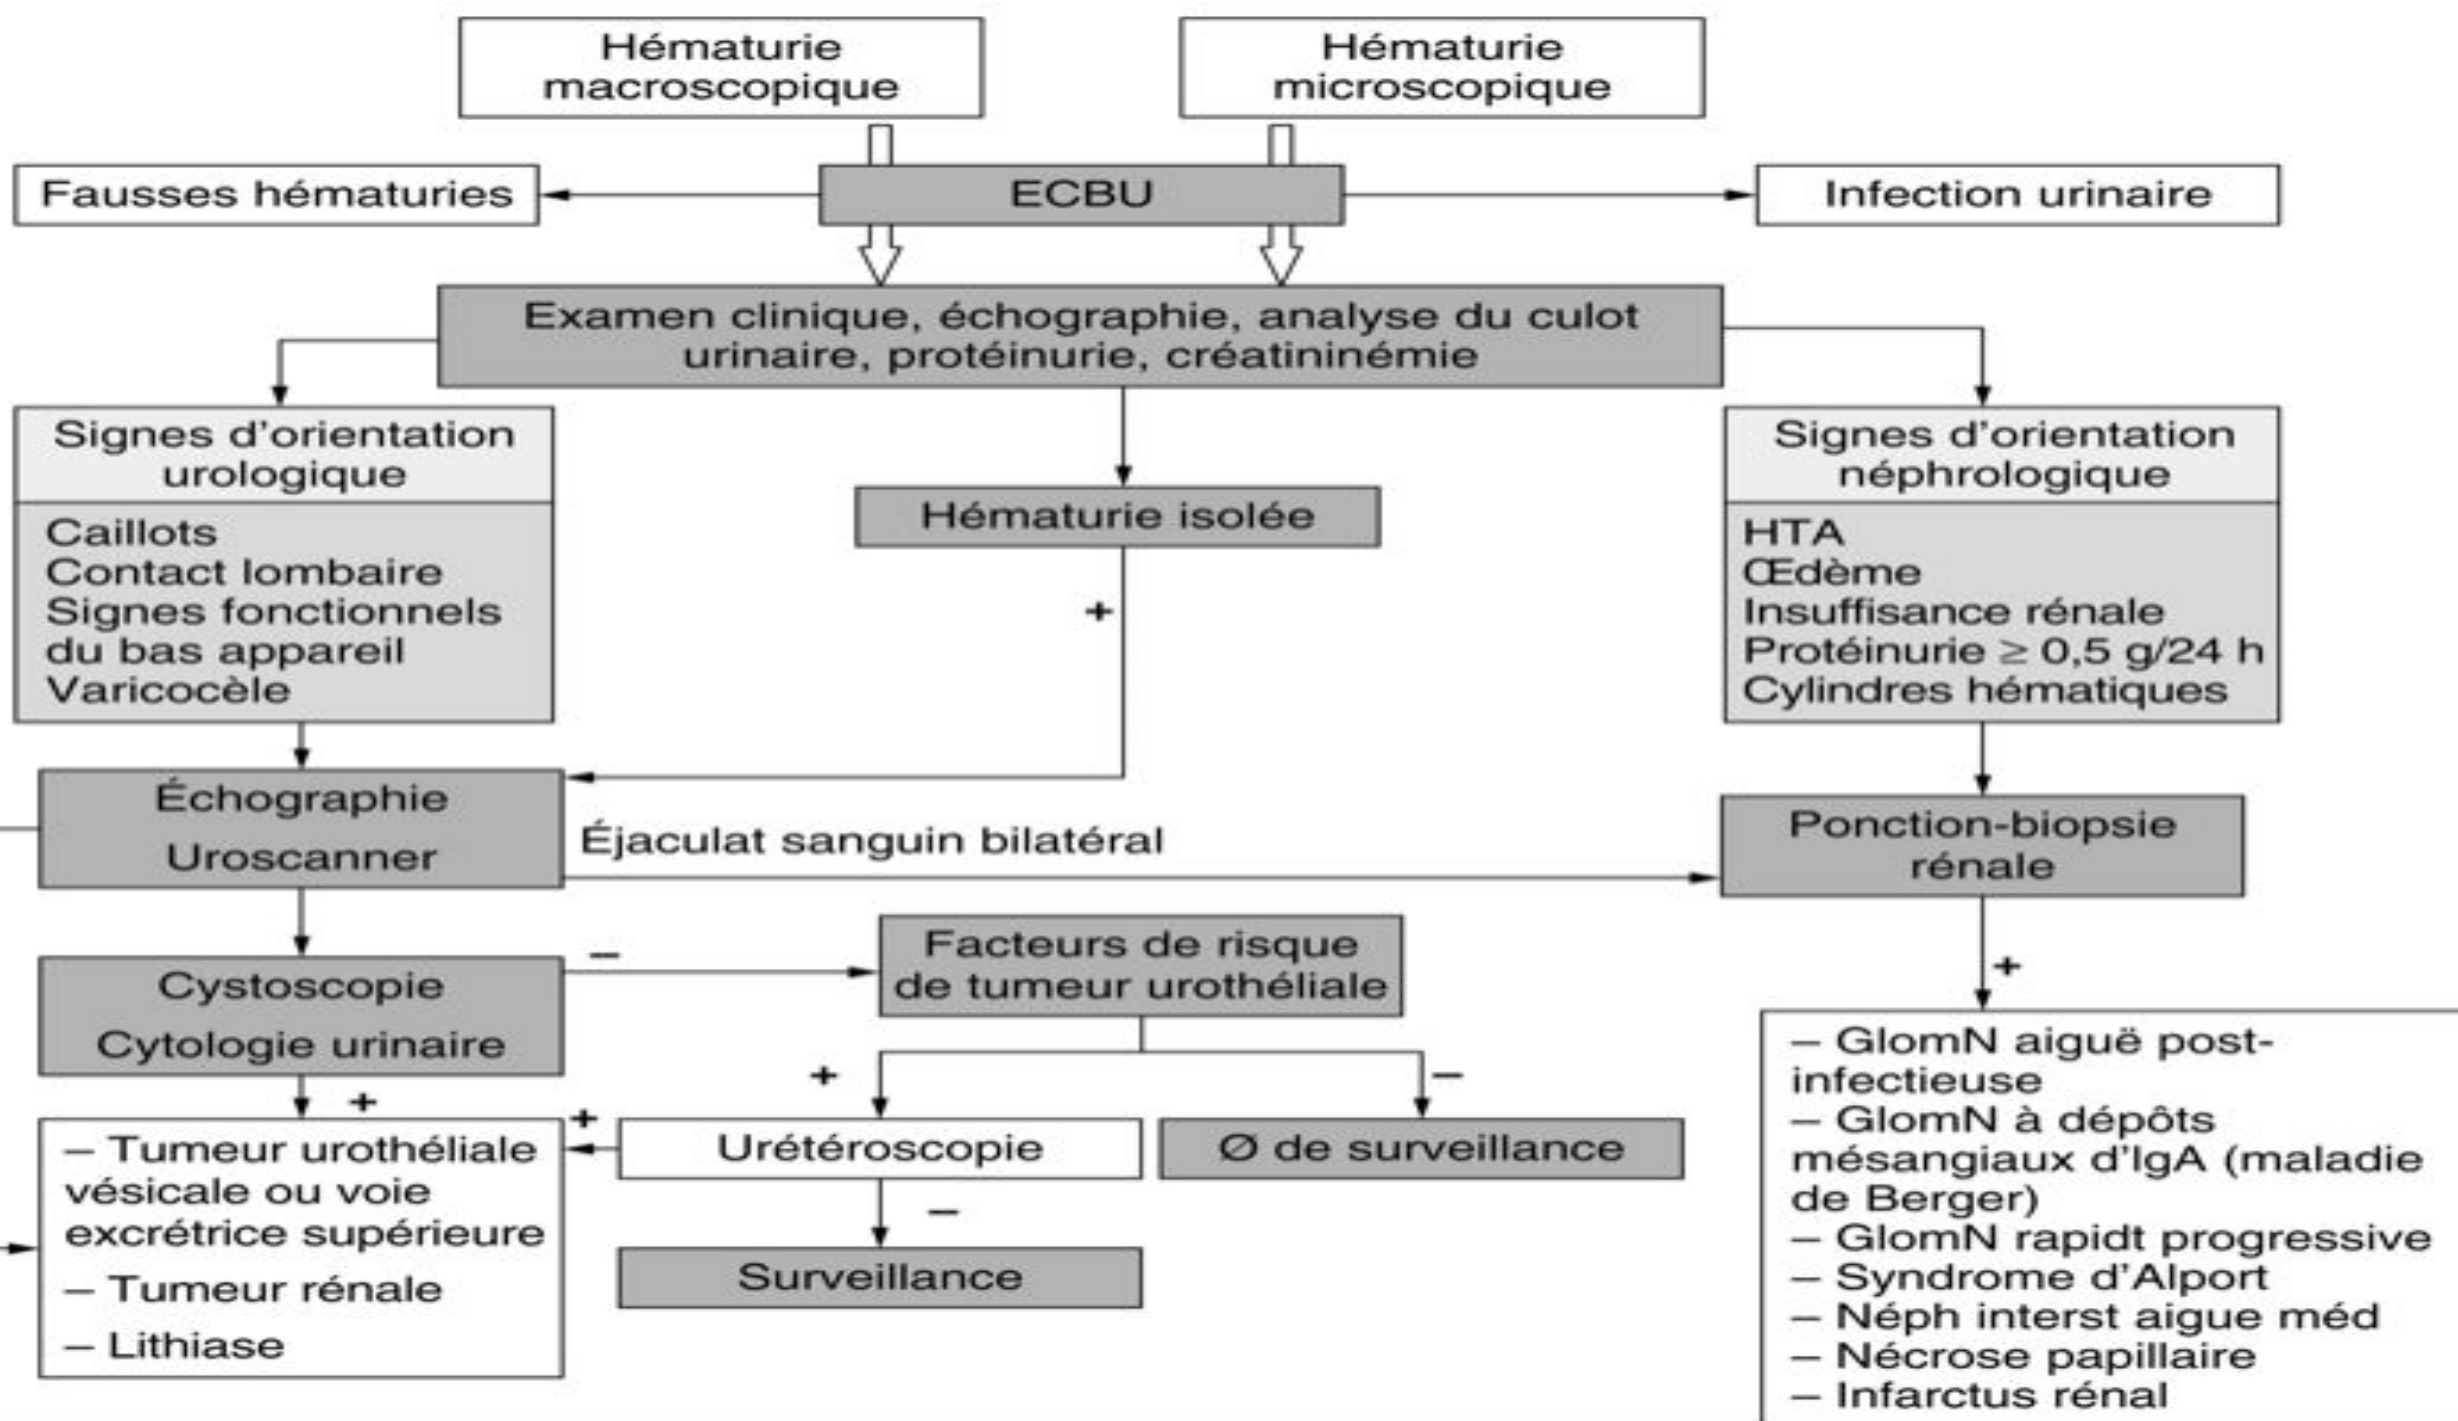 Hématurie
macroscopique
Hématurie
microscopique
Fausses hématuries
ECBU
Infection urinaire
Examen clinique, échographie, analyse du culot
urinaire, protéinurie, créatininémie
Signes d'orientation
urologique
Caillots
Contact lombaire
Signes fonctionnels
du bas appareil
Varicocèle
Hématurie isolée
+
Signes d'orientation
néphrologique
HTA
Œdème
Insuffisance rénale
Protéinurie ≥ 0,5 g/24 h
Cylindres hématiques
Échographie
Uroscanner
Éjaculat sanguin bilatéral
Ponction-biopsie
rénale
Cystoscopie
Cytologie urinaire
–
Facteurs de risque
de tumeur urothéliale
+
+
–
+
+
– Tumeur urothéliale
vésicale ou voie
excrétrice supérieure
– Tumeur rénale
– Lithiase
Urétéroscopie
Ø de surveillance
–
Surveillance
– GlomN aiguë post-
infectieuse
– GlomN à dépôts
mésangiaux d'IgA (maladie
de Berger)
– GlomN rapidt progressive
– Syndrome d'Alport
– Néph interst aigue méd
– Nécrose papillaire
– Infarctus rénal